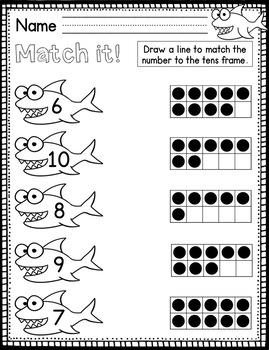 Name
Match it!
Draw a line to match the
number to the tens frame.
6
10
8
9
7